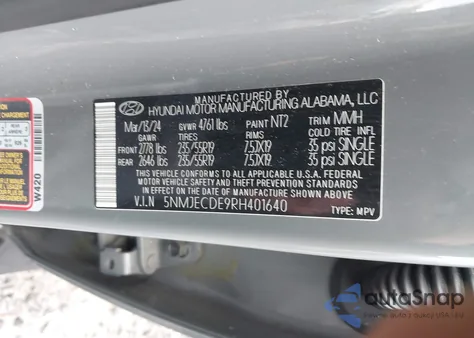 MANUFACTURED BY
HYUNDAI MOTOR MANUFACTURING ALABAMA, LLC
Mar/13/24 GVWR 4761 lbs PAINT NT2 TRIM MMH
GAWR TIRES RIMS COLD TIRE INFL
FRONT 2778 lbs 235/55R19 7.5JX19 35 psi SINGLE
REAR 2646 lbs 235/55R19 7.5JX19 35 psi SINGLE
THIS VEHICLE CONFORMS TO ALL APPLICABLE U.S.A. FEDERAL
MOTOR VEHICLE SAFETY AND THEFT PREVENTION
STANDARDS IN EFFECT ON THE DATE OF
MANUFACTURE SHOWN ABOVE.
V.I.N 5NMJECDE9RH401640 TYPE: MPV
W420
autoSnap